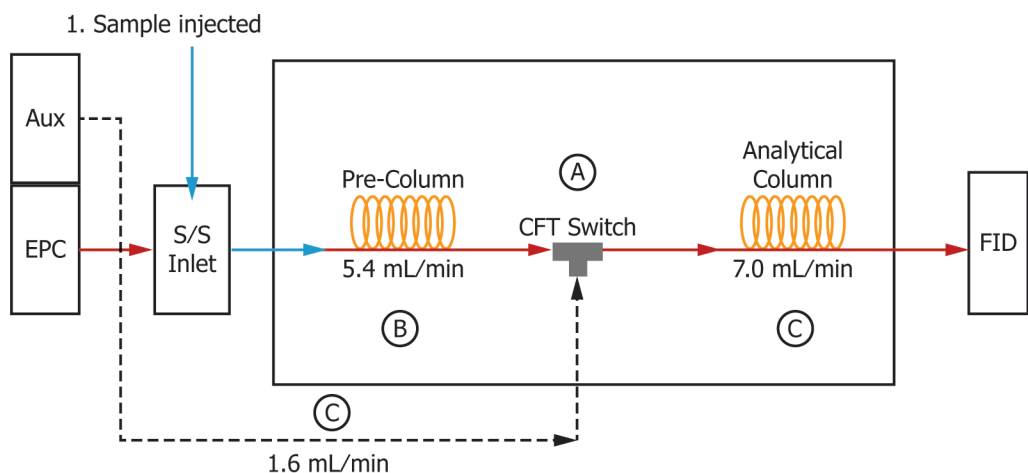 1. Sample injected
Aux
EPC
S/S
Inlet
Pre-Column
5.4 mL/min
B
A
CFT Switch
Analytical
Column
7.0 mL/min
C
FID
C
1.6 mL/min